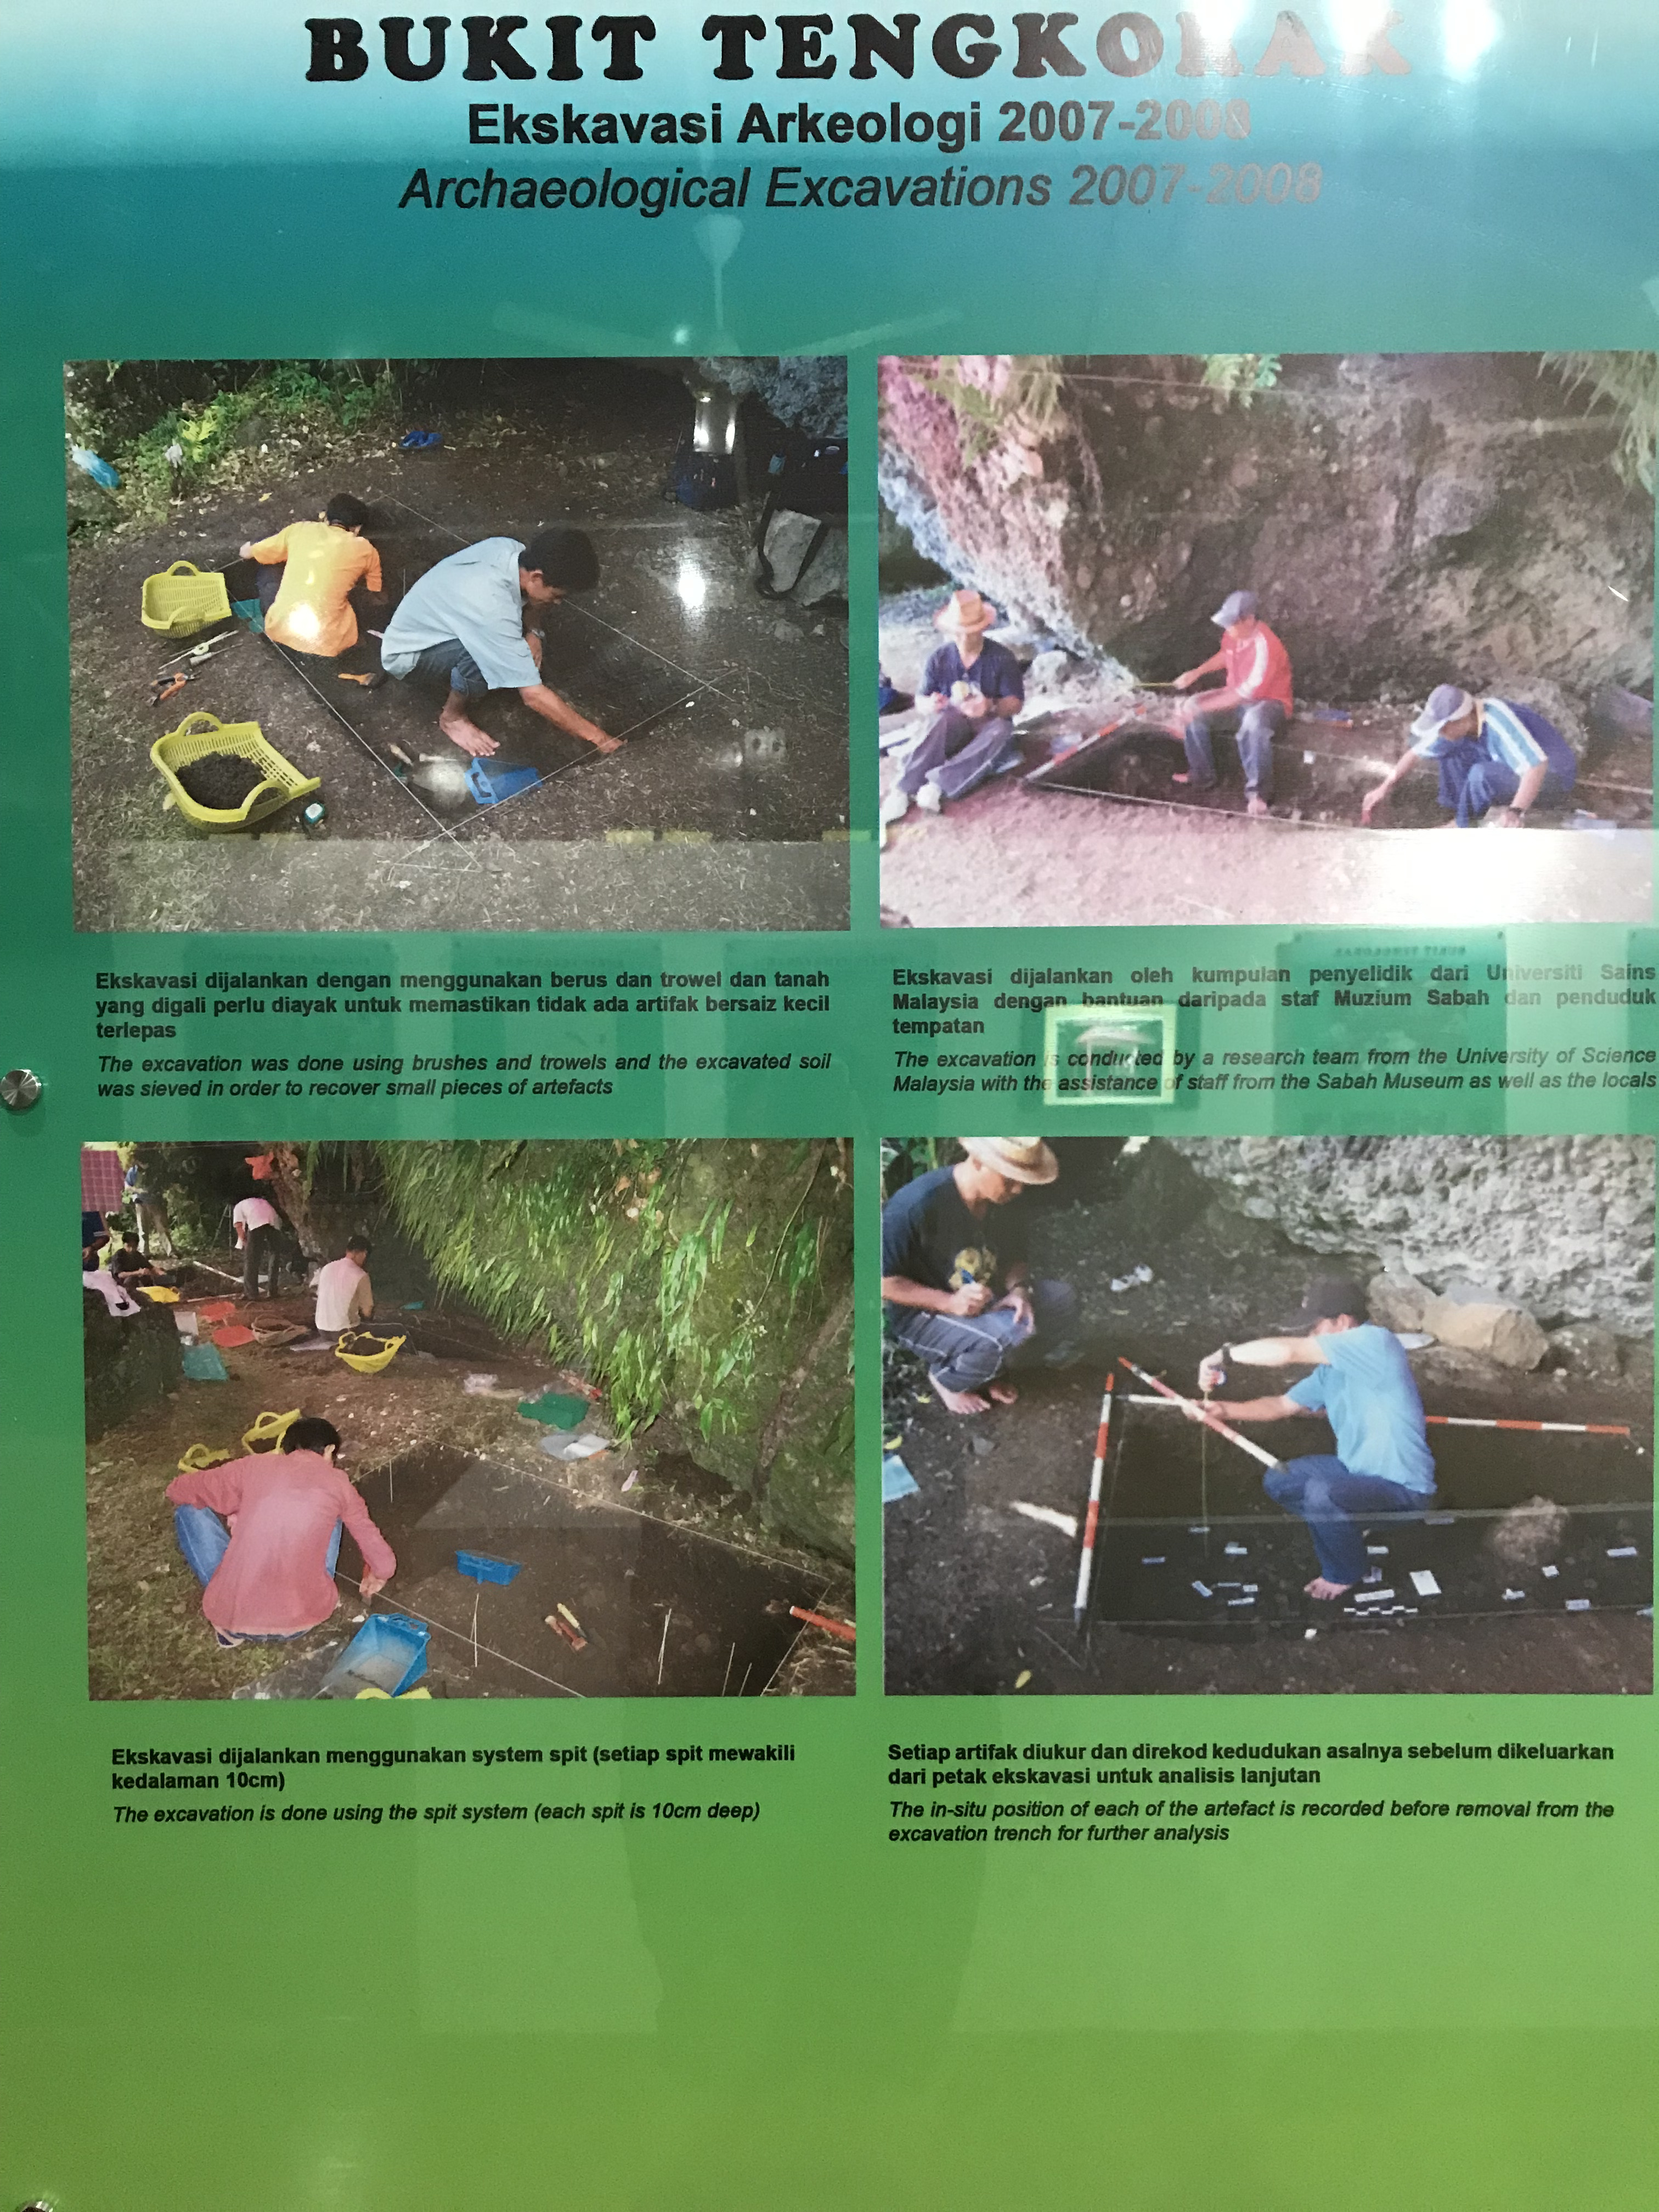 BUKIT TENGKORAK
Ekskavasi Arkeologi 2007-2008
Archaeological Excavations 2007-2008
Ekskavasi dijalankan dengan menggunakan berus dan trowel dan tanah
yang digali perlu diayak untuk memastikan tidak ada artifak bersaiz kecil
terlepas
The excavation was done using brushes and trowels and the excavated soil
was sieved in order to recover small pieces of artefacts
Ekskavasi dijalankan oleh kumpulan penyelidik dari Universiti Sains
Malaysia dengan bantuan daripada staf Muzium Sabah dan penduduk
tempatan
The excavation is conducted by a research team from the University of Science
Malaysia with the assistance of staff from the Sabah Museum as well as the locals
Ekskavasi dijalankan menggunakan system spit (setiap spit mewakili
kedalaman 10cm)
The excavation is done using the spit system (each spit is 10cm deep)
Setiap artifak diukur dan direkod kedudukan asalnya sebelum dikeluarkan
dari petak ekskavasi untuk analisis lanjutan
The in-situ position of each of the artefact is recorded before removal from the
excavation trench for further analysis